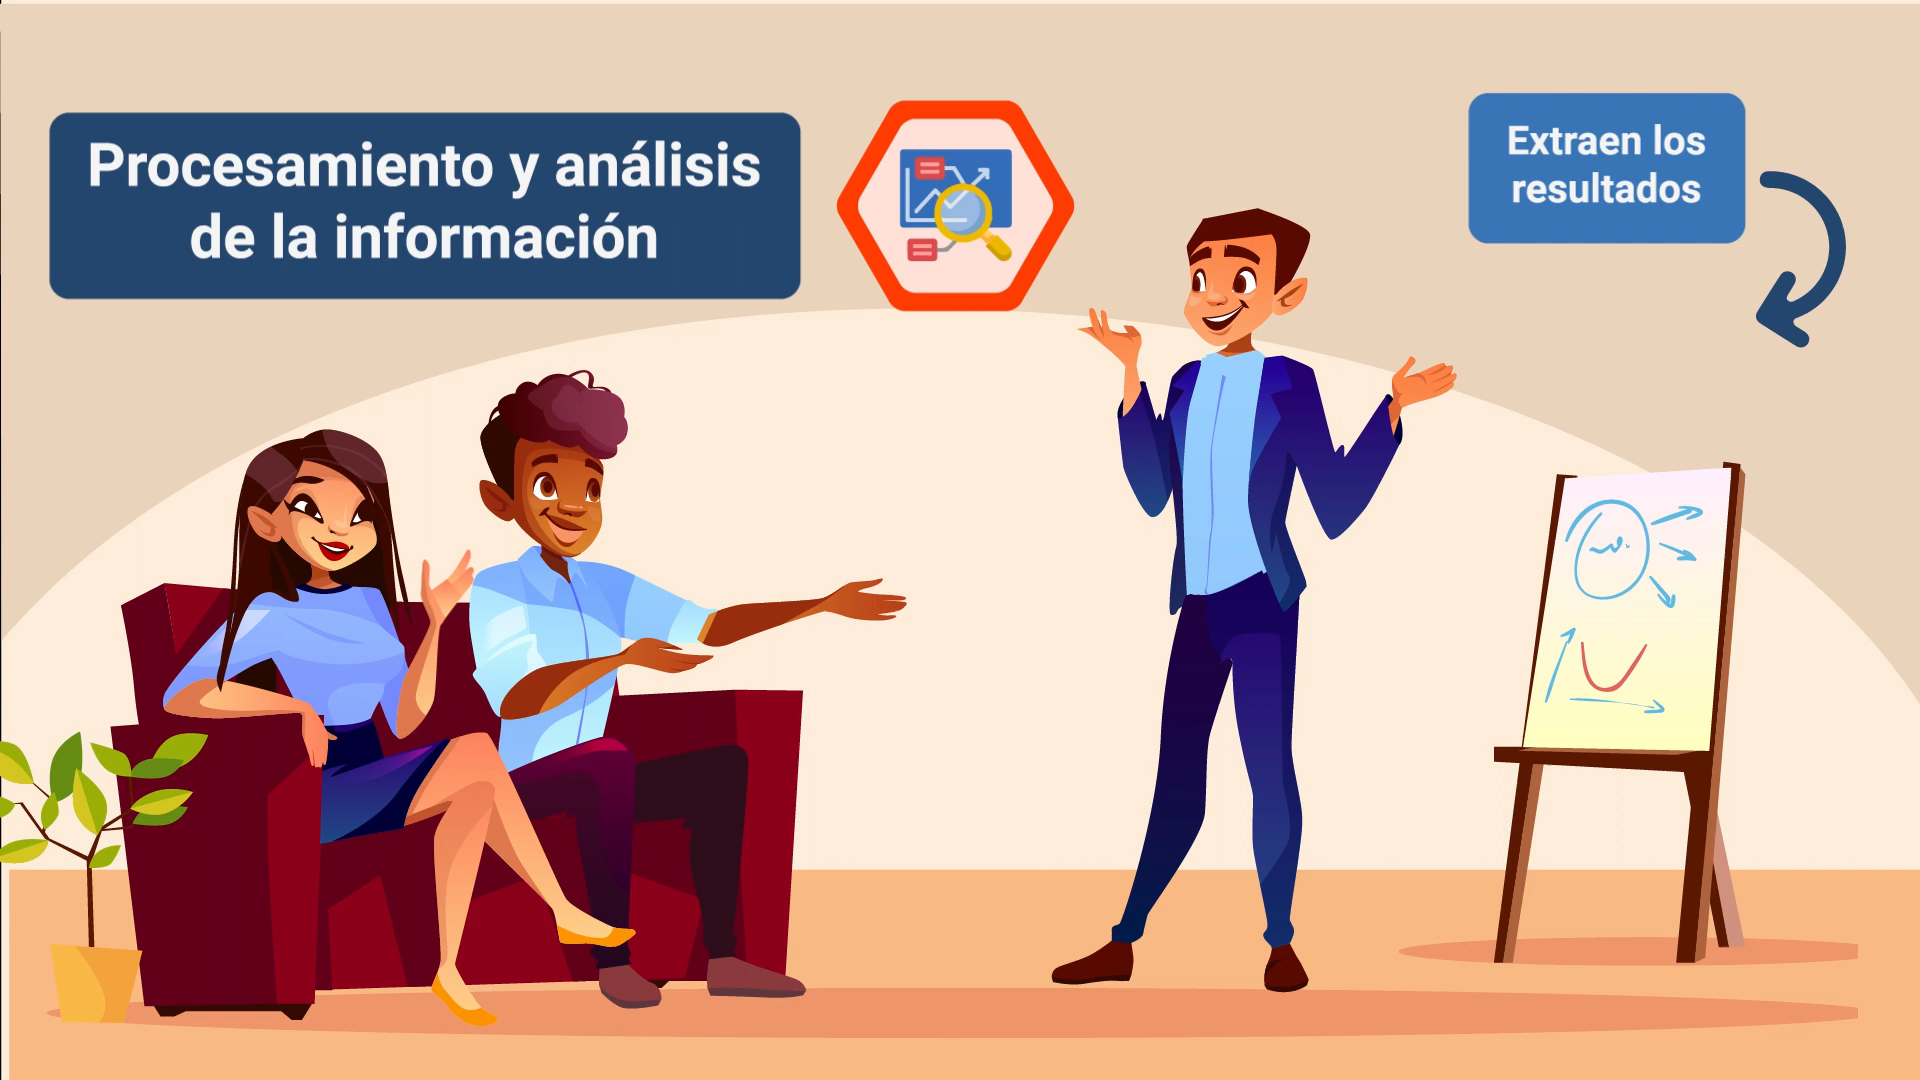 Procesamiento y análisis
de la información
Extraen los
resultados